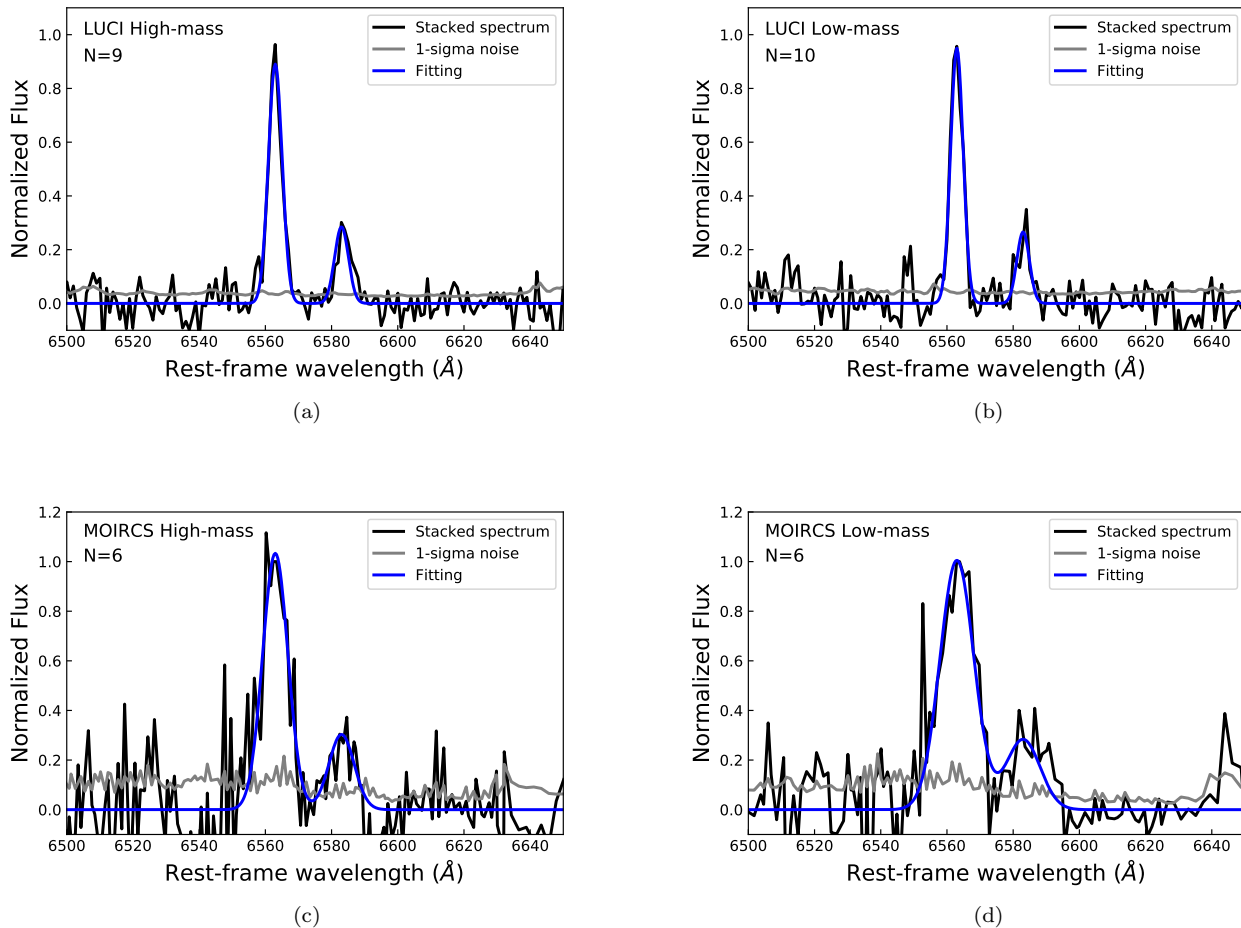 LUCI High-mass
N=9
Stacked spectrum
1-sigma noise
Fitting
Normalized Flux
1.0
0.8
0.6
0.4
0.2
0.0
6500 6520 6540 6560 6580 6600 6620 6640
Rest-frame wavelength (Å)
(a)
LUCI Low-mass
N=10
Stacked spectrum
1-sigma noise
Fitting
Normalized Flux
1.0
0.8
0.6
0.4
0.2
0.0
6500 6520 6540 6560 6580 6600 6620 6640
Rest-frame wavelength (Å)
(b)
MOIRCS High-mass
N=6
Stacked spectrum
1-sigma noise
Fitting
Normalized Flux
1.2
1.0
0.8
0.6
0.4
0.2
0.0
6500 6520 6540 6560 6580 6600 6620 6640
Rest-frame wavelength (Å)
(c)
MOIRCS Low-mass
N=6
Stacked spectrum
1-sigma noise
Fitting
Normalized Flux
1.2
1.0
0.8
0.6
0.4
0.2
0.0
6500 6520 6540 6560 6580 6600 6620 6640
Rest-frame wavelength (Å)
(d)